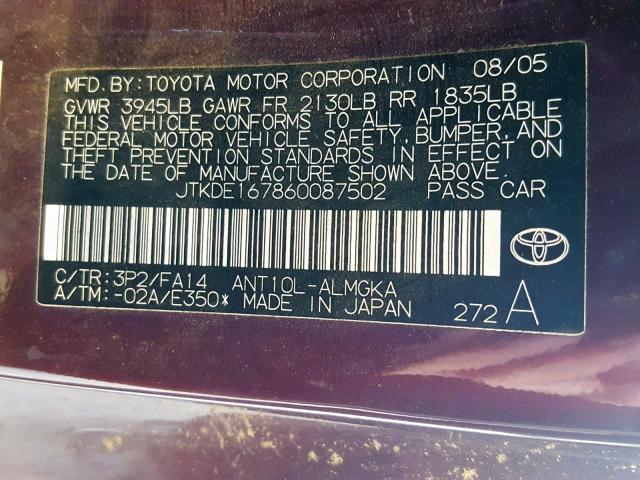 MFD.BY:TOYOTA MOTOR CORPORATION 08/05
GVWR 3945LB GAWR FR 2130LB RR 1835LB
THIS VEHICLE CONFORMS TO ALL APPLICABLE
FEDERAL MOTOR VEHICLE SAFETY, BUMPER, AND
THEFT PREVENTION STANDARDS IN EFFECT ON
THE DATE OF MANUFACTURE SHOWN ABOVE.
JTKDE167860087502 PASS CAR
C/TR: 3P2/FA14 ANT10L-ALMGKA
A/TM: -02A/E350* MADE IN JAPAN
272 A